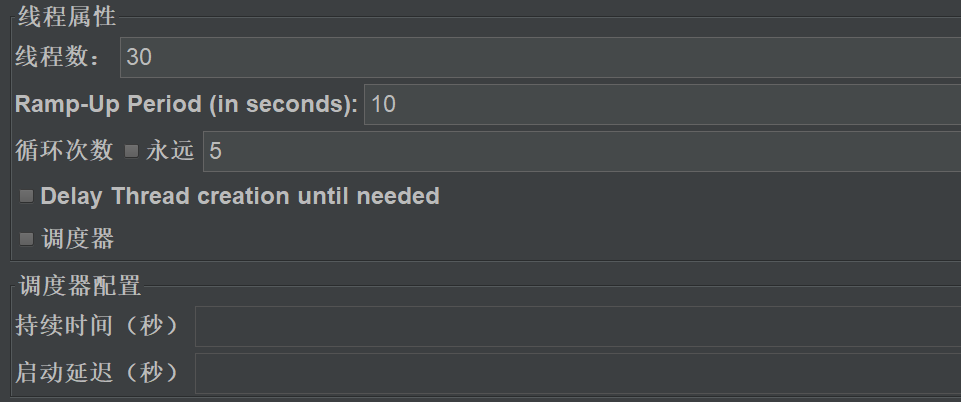 线程属性
线程数： 30
Ramp-Up Period (in seconds): 10
循环次数 永远 5
Delay Thread creation until needed
调度器
调度器配置
持续时间（秒）
启动延迟（秒）